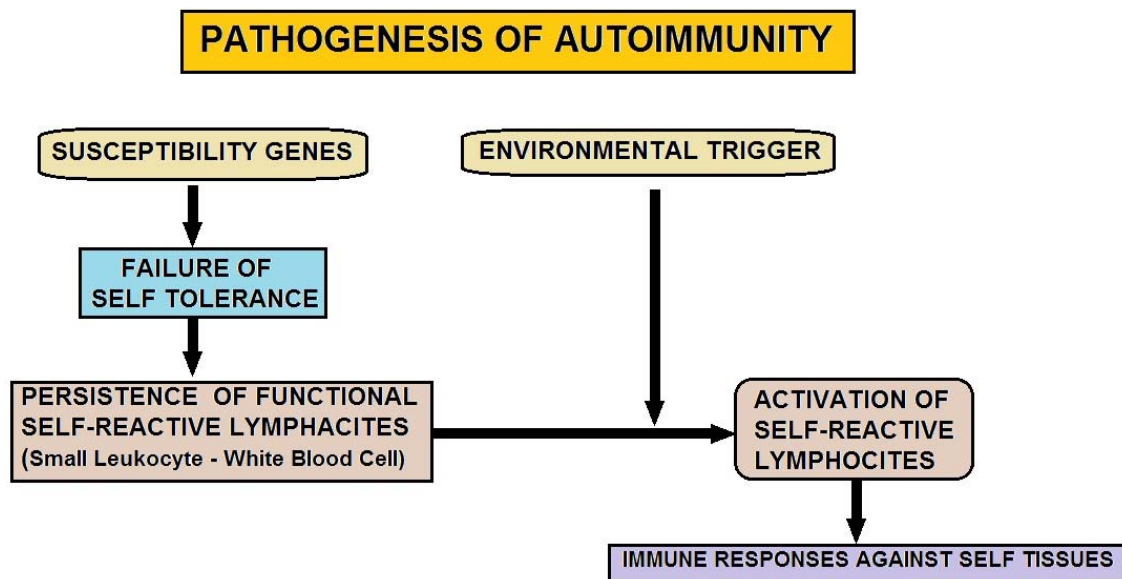 PATHOGENESIS OF AUTOIMMUNITY
SUSCEPTIBILITY GENES
ENVIRONMENTAL TRIGGER
FAILURE OF
SELF TOLERANCE
PERSISTENCE OF FUNCTIONAL
SELF-REACTIVE LYMPHACITES
(Small Leukocyte - White Blood Cell)
ACTIVATION OF
SELF-REACTIVE
LYMPHOCITES
IMMUNE RESPONSES AGAINST SELF TISSUES